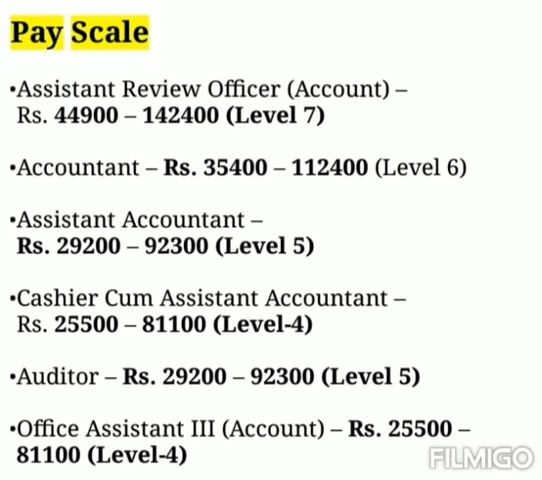 Pay Scale
•Assistant Review Officer (Account) –
Rs. 44900 – 142400 (Level 7)
•Accountant – Rs. 35400 – 112400 (Level 6)
•Assistant Accountant –
Rs. 29200 – 92300 (Level 5)
•Cashier Cum Assistant Accountant –
Rs. 25500 – 81100 (Level-4)
•Auditor – Rs. 29200 – 92300 (Level 5)
•Office Assistant III (Account) – Rs. 25500 –
81100 (Level-4)
FILMIGO